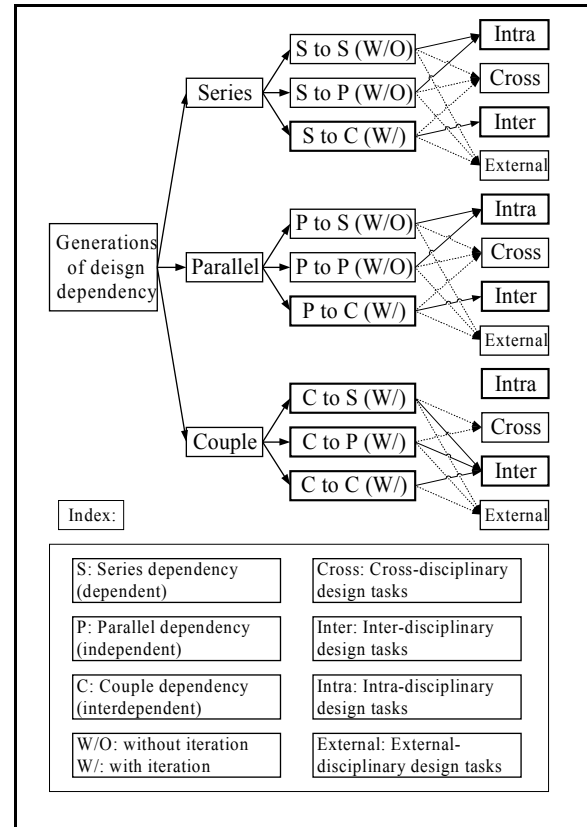 S to S (W/O)
Intra
Series
S to P (W/O)
Cross
S to C (W/)
Inter
External
Generations
of deisgn
dependency
P to S (W/O)
Intra
Parallel
P to P (W/O)
Cross
P to C (W/)
Inter
External
C to S (W/)
Intra
Couple
C to P (W/)
Cross
C to C (W/)
Inter
External
Index:
S: Series dependency
(dependent)
Cross: Cross-disciplinary
design tasks
P: Parallel dependency
(independent)
Inter: Inter-disciplinary
design tasks
C: Couple dependency
(interdependent)
Intra: Intra-disciplinary
design tasks
W/O: without iteration
W/: with iteration
External: External-
disciplinary design tasks